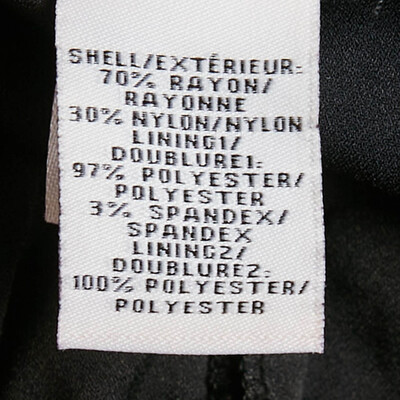 SHELL/EXTÉRIEUR:
70% RAYON/
RAYONNE
30% NYLON/NYLON
LINING1/
DOUBLURE1:
97% POLYESTER/
POLYESTER
3% SPANDEX/
SPANDEX
LINING2/
DOUBLURE2:
100% POLYESTER/
POLYESTER